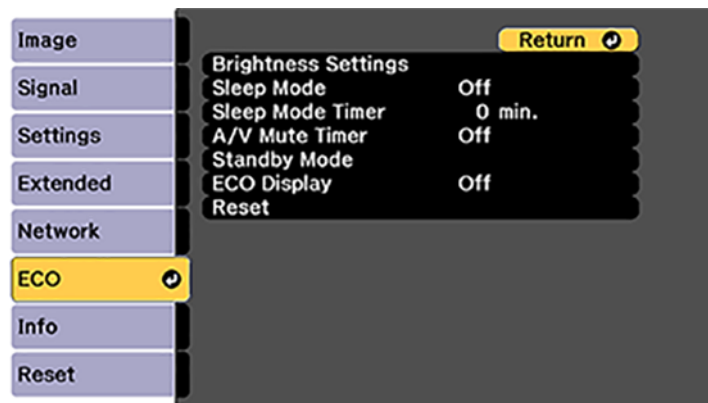 Image
Signal
Settings
Extended
Network
ECO
Info
Reset
Return
Brightness Settings
Sleep Mode Off
Sleep Mode Timer 0 min.
A/V Mute Timer Off
Standby Mode
ECO Display Off
Reset